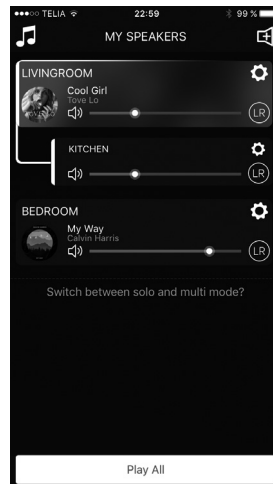 ●●●○○ TELIA 22:59 99 %
MY SPEAKERS
LIVINGROOM
Cool Girl
Tove Lo
LR
KITCHEN
LR
BEDROOM
My Way
Calvin Harris
LR
Switch between solo and multi mode?
Play All